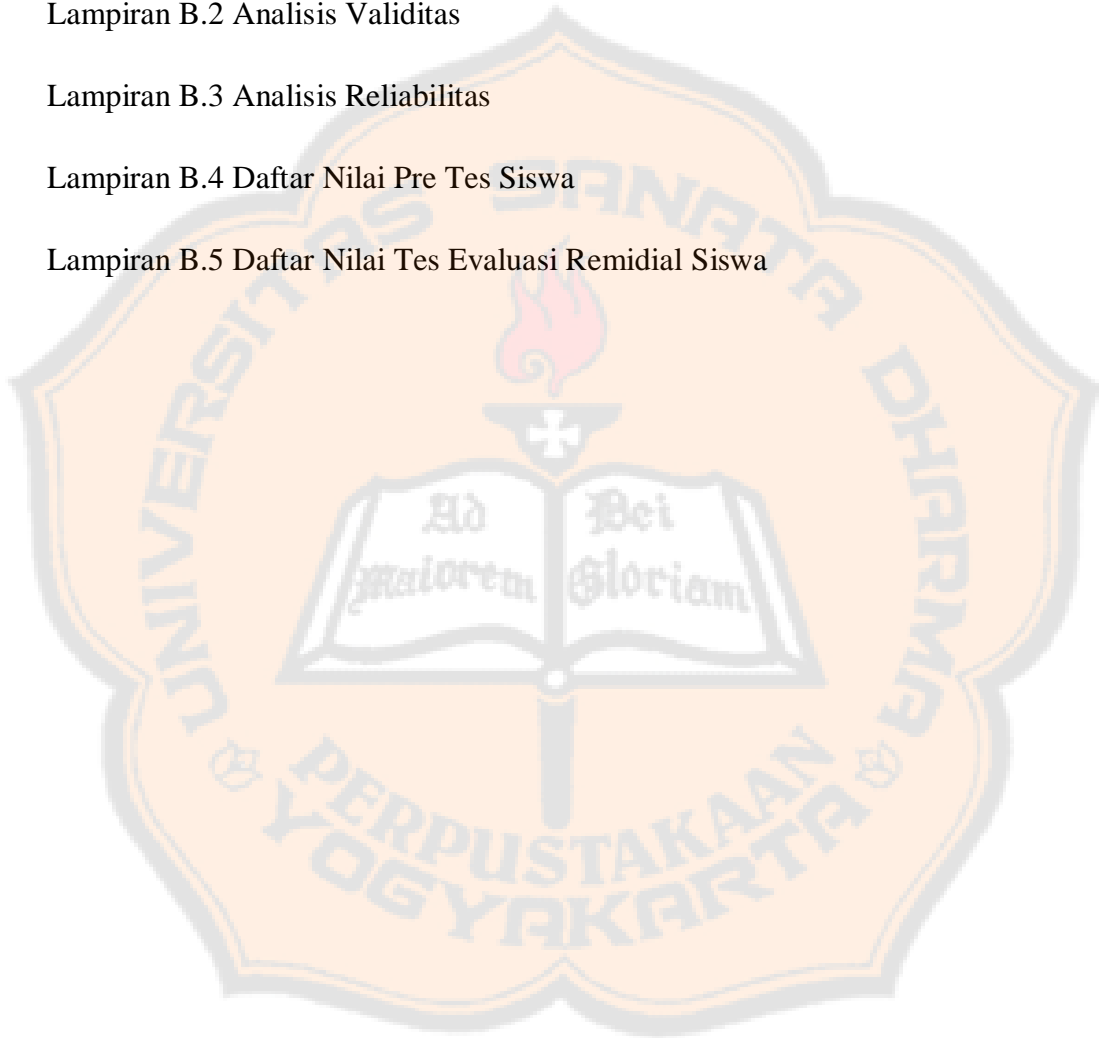 Lampiran B.2 Analisis Validitas
Lampiran B.3 Analisis Reliabilitas
Lampiran B.4 Daftar Nilai Pre Tes Siswa
Lampiran B.5 Daftar Nilai Tes Evaluasi Remidial Siswa
UNIVERSITAS SANATA DHARMA
Ad Dei
Maiorem Gloriam
PERPUSTAKAAN
YOGYAKARTA